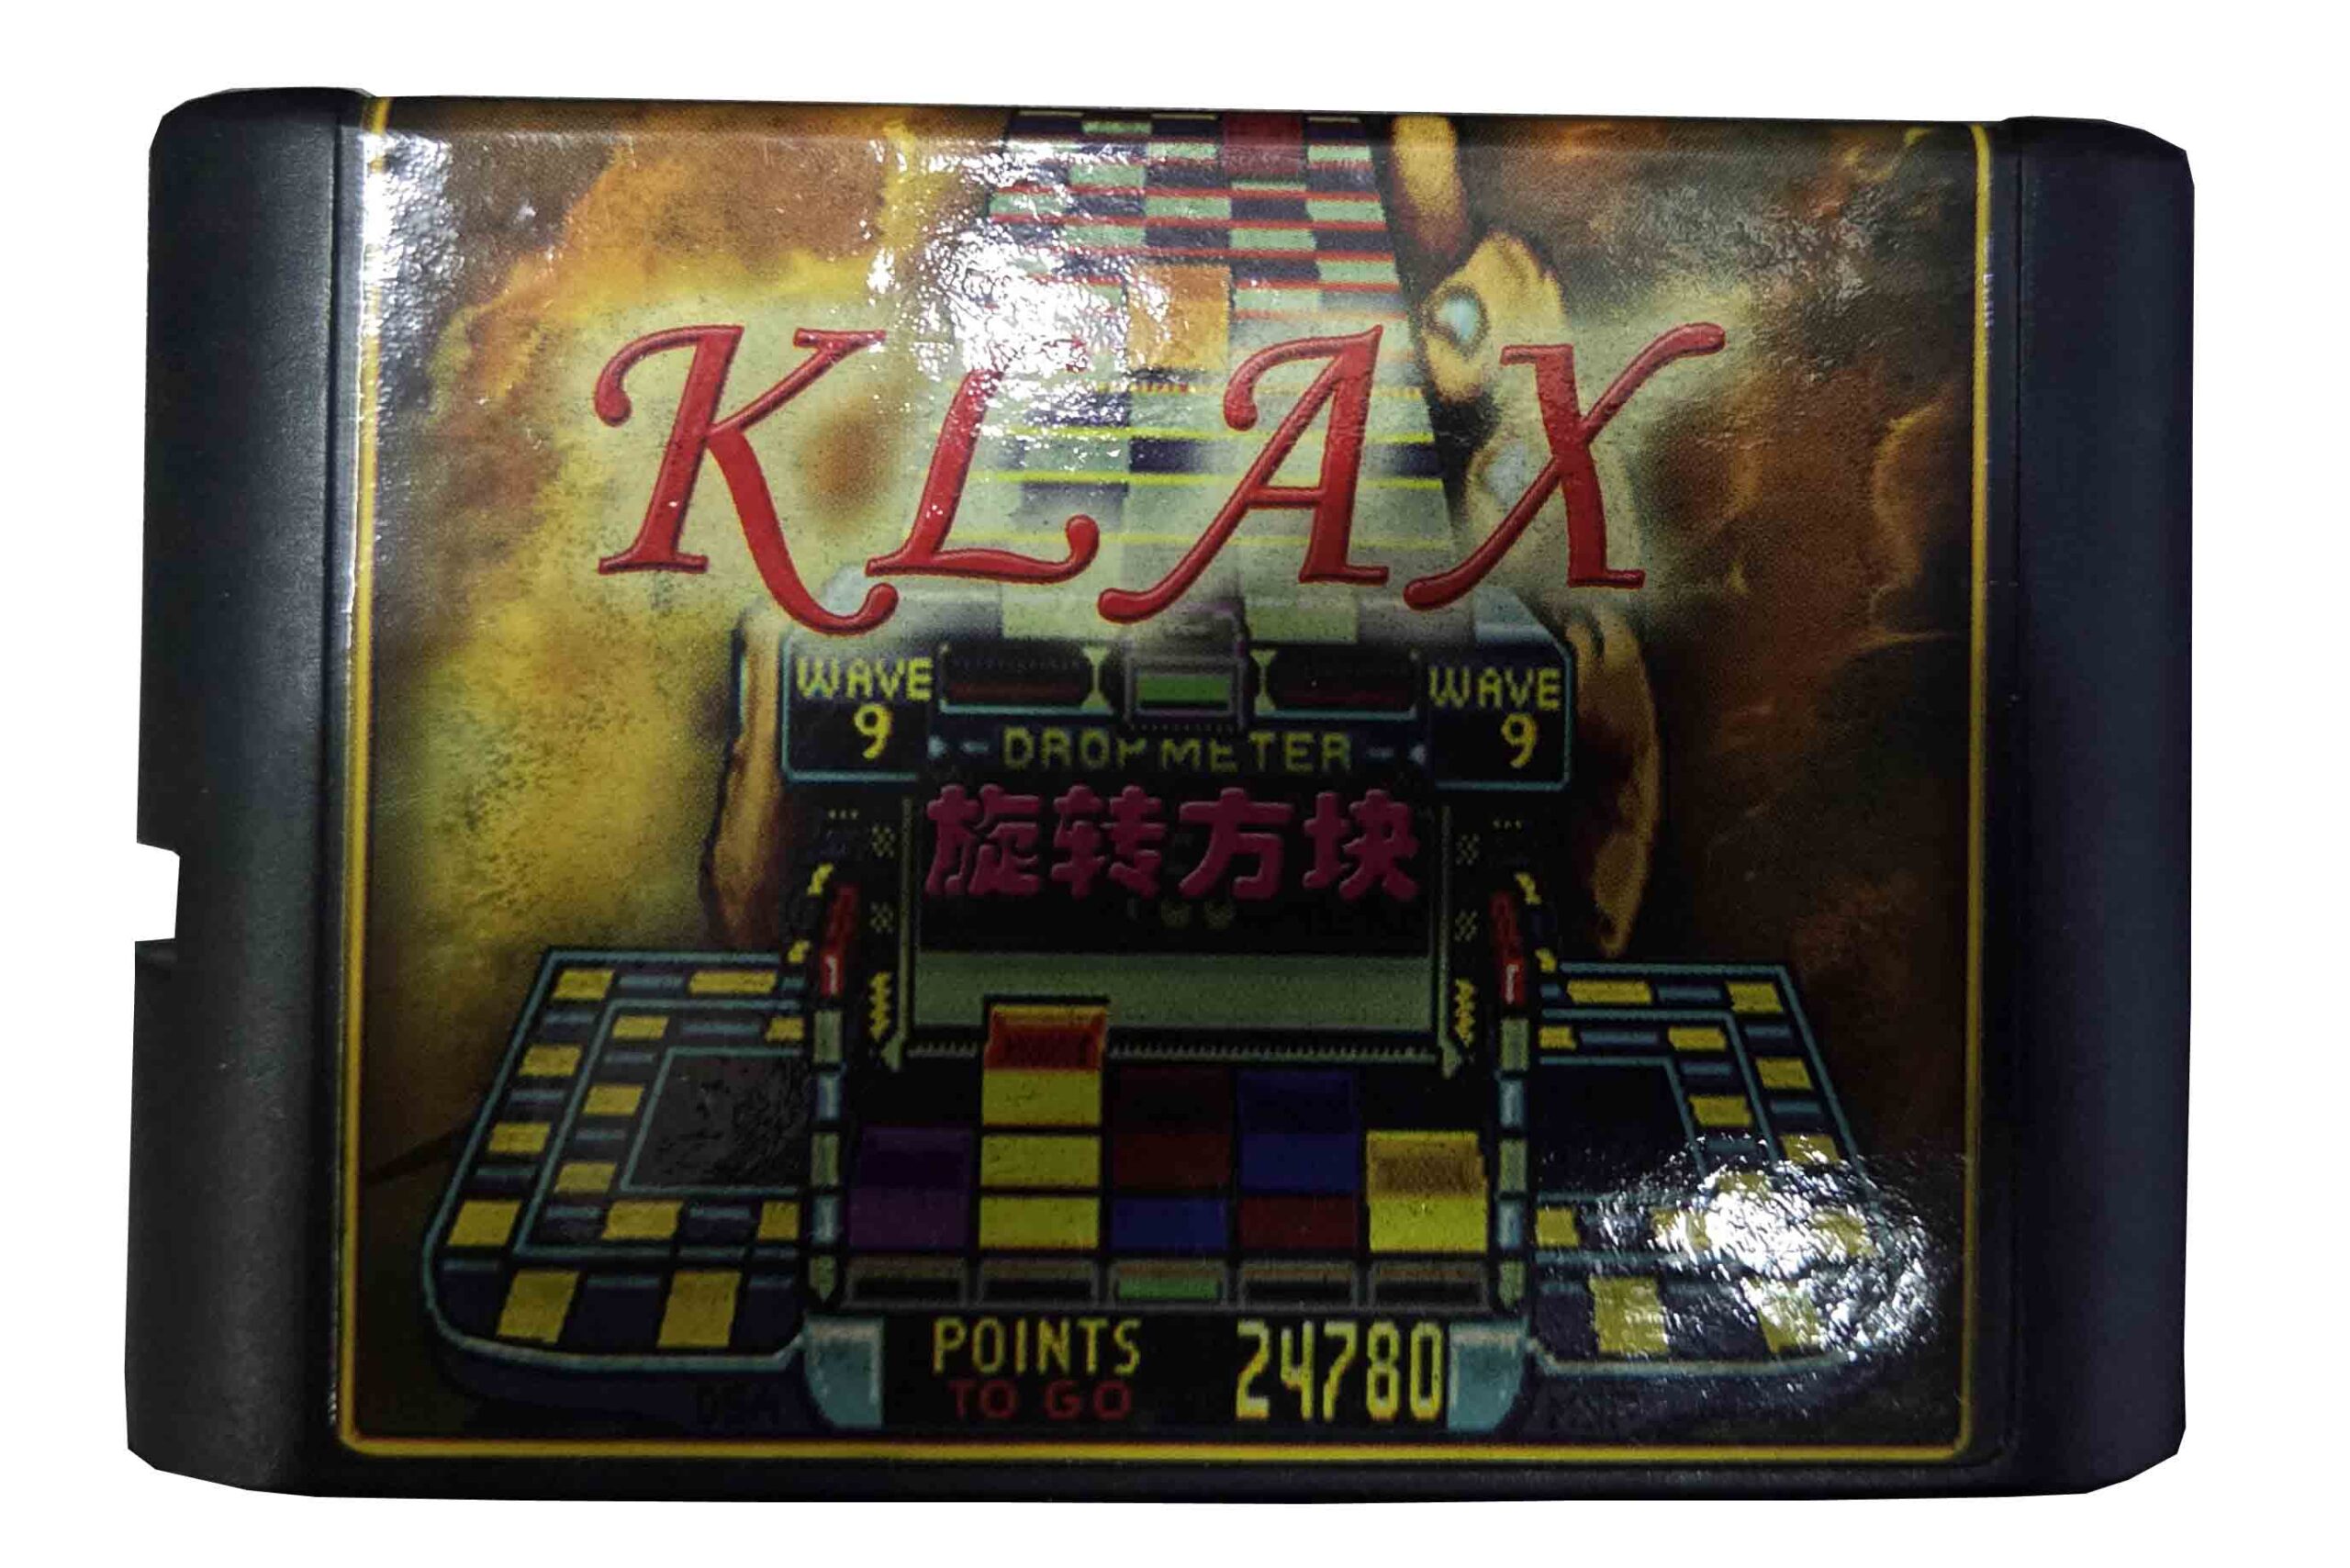 KLAX
WAVE WAVE
9 9
DROP METER
旋转方块
POINTS 24780
TO GO